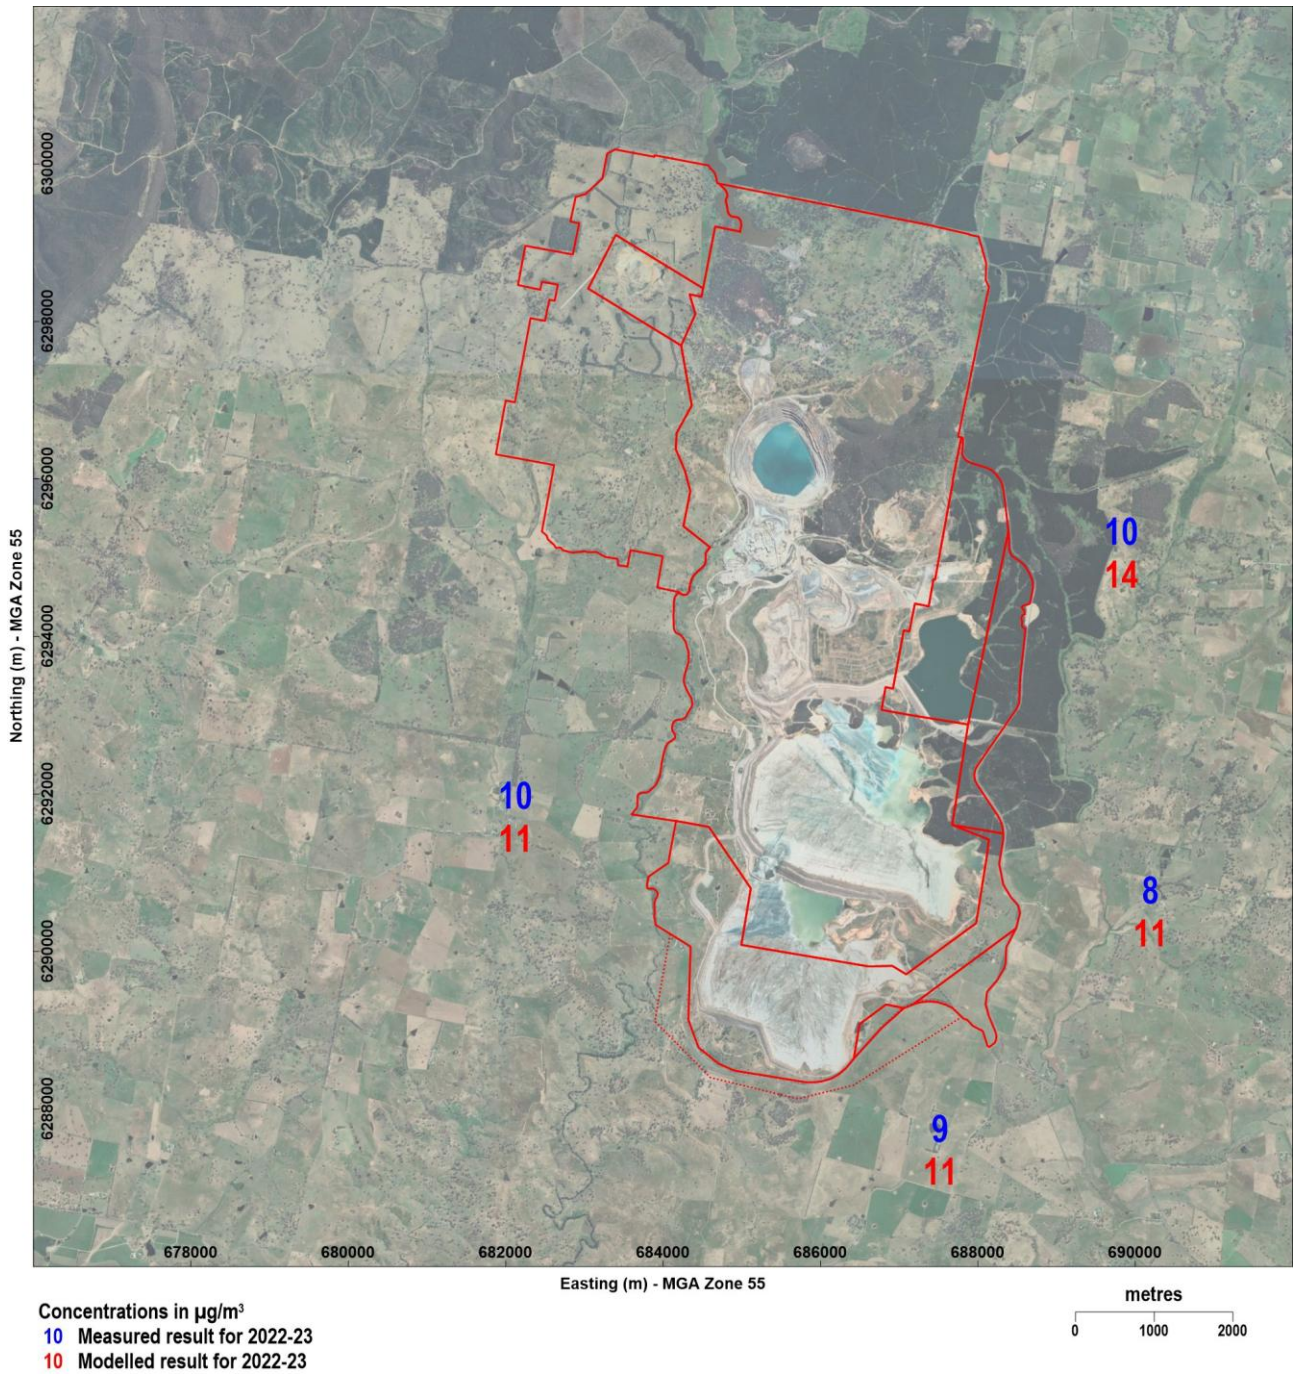 6300000
6298000
6296000
6294000
6292000
6290000
6288000
Northing (m) - MGA Zone 55
10
14
10
11
8
11
9
11
678000 680000 682000 684000 686000 688000 690000
Easting (m) - MGA Zone 55
Concentrations in µg/m³
10 Measured result for 2022-23
10 Modelled result for 2022-23
metres
0 1000 2000